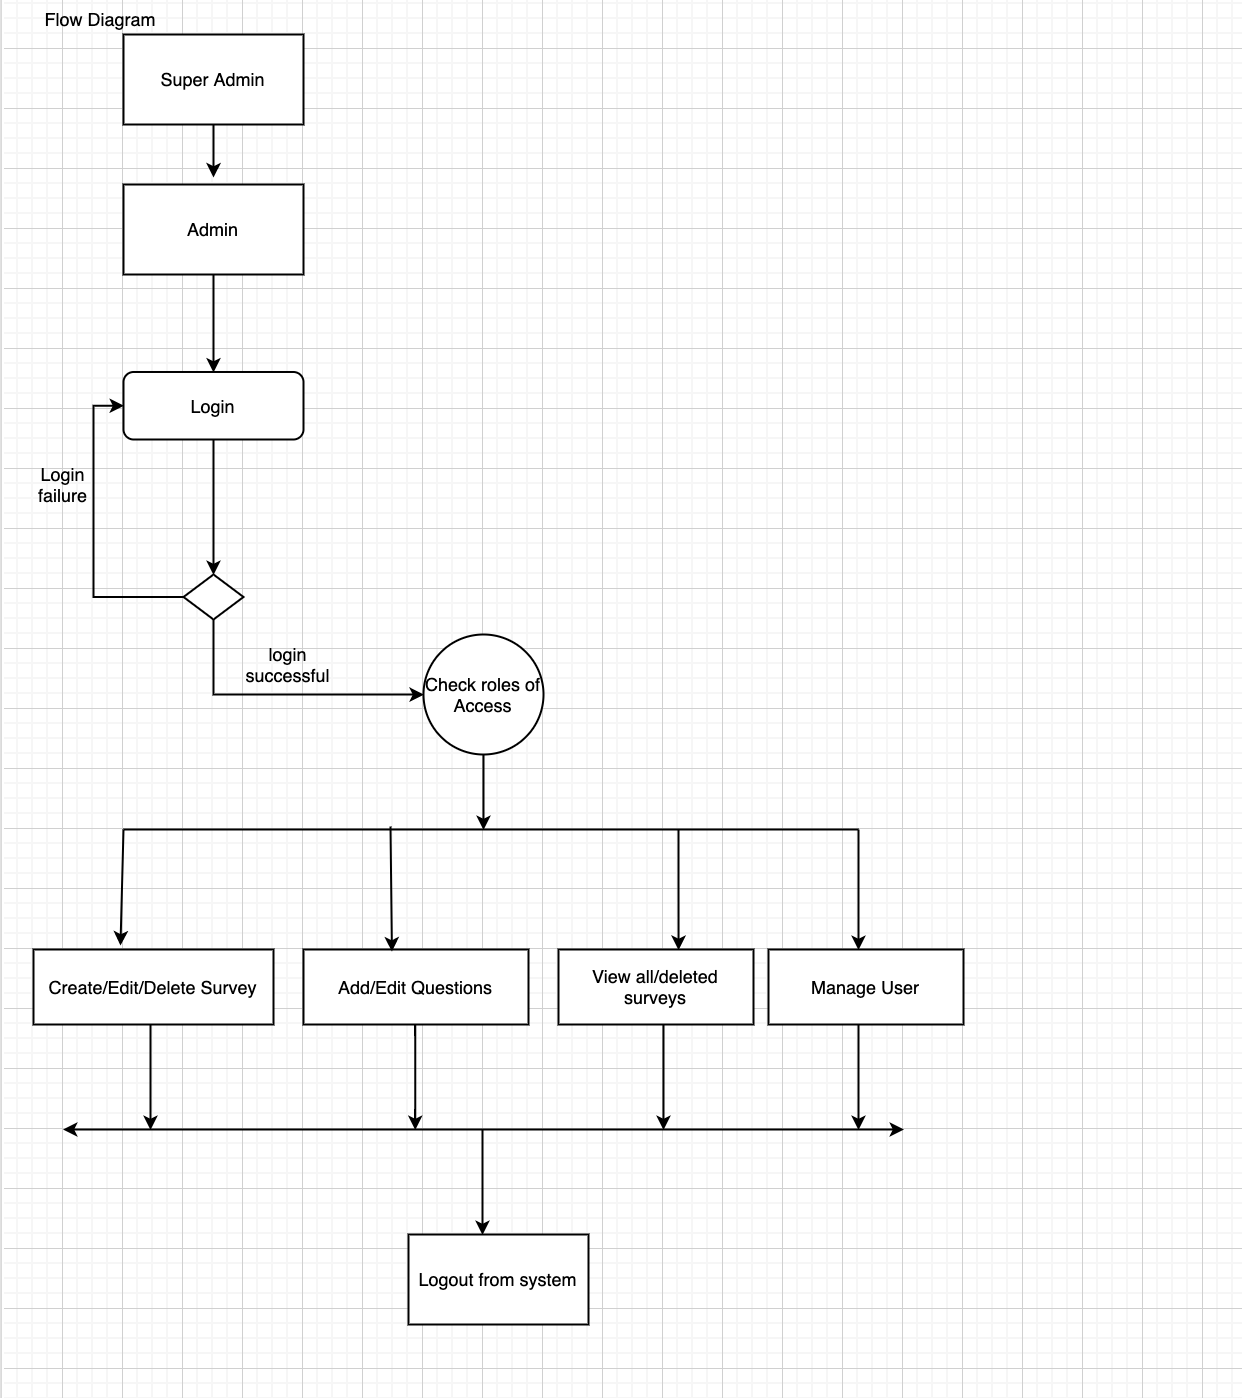 Flow Diagram
Super Admin
Admin
Login
Login
failure
login
successful
Check roles of
Access
Create/Edit/Delete Survey
Add/Edit Questions
View all/deleted
surveys
Manage User
Logout from system